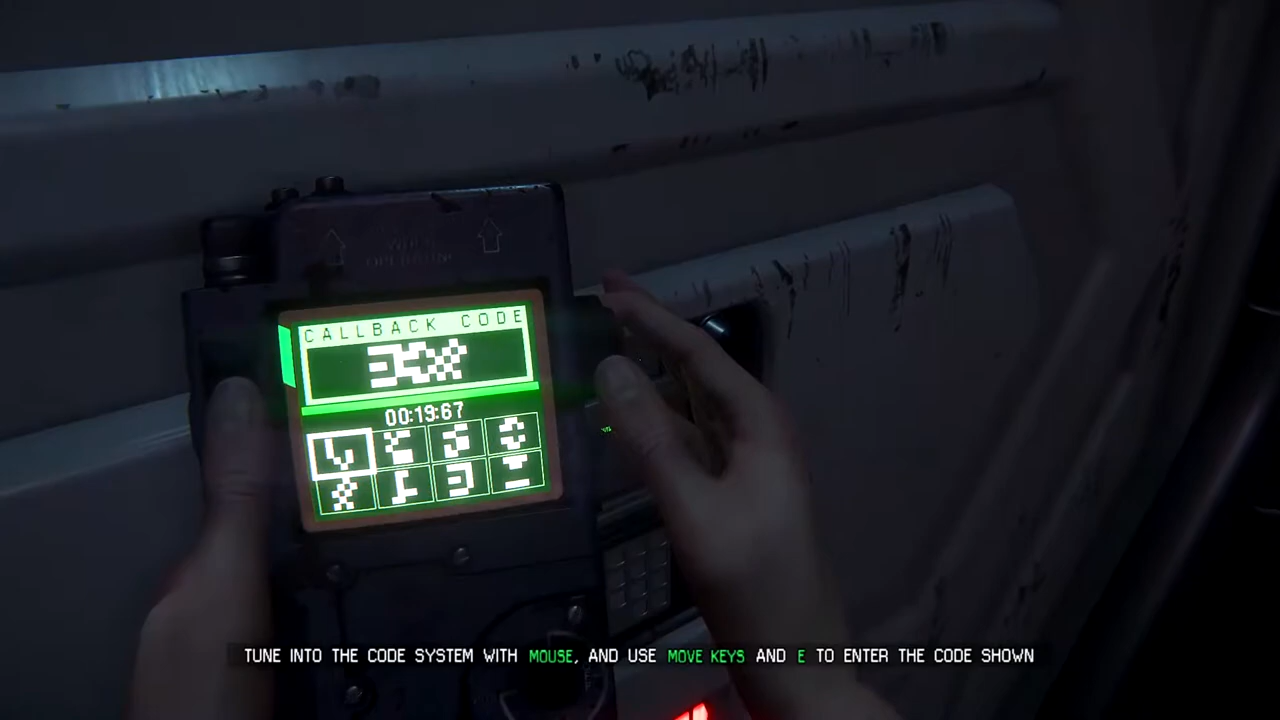 CALLBACK CODE
00:19:67
TUNE INTO THE CODE SYSTEM WITH MOUSE, AND USE MOVE KEYS AND E TO ENTER THE CODE SHOWN